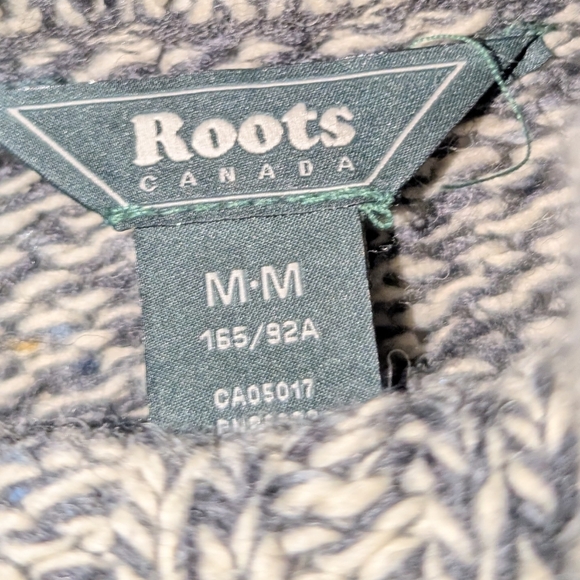 Roots
CANADA
M·M
165/92A
CA05017